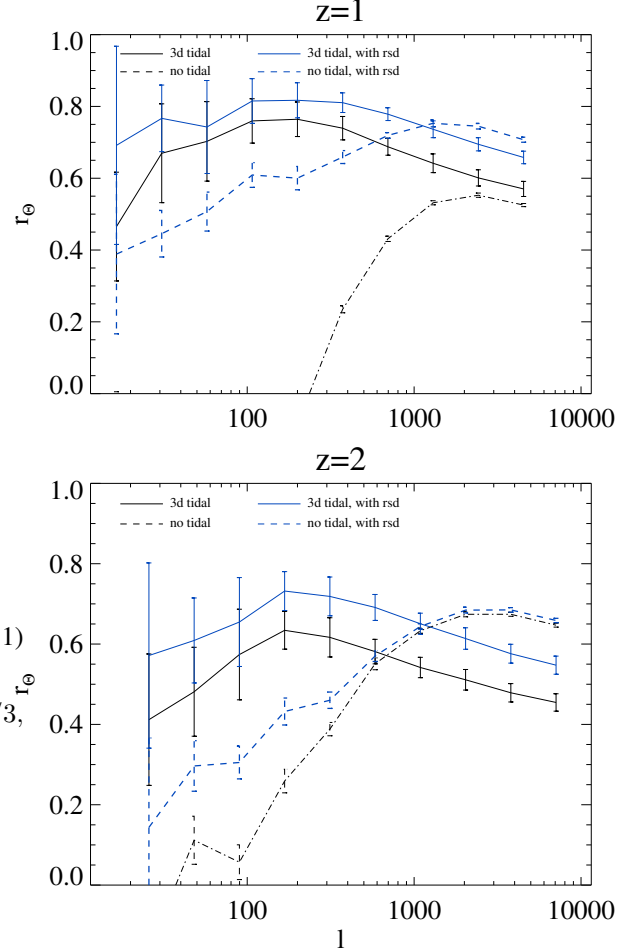 z=1
3d tidal
3d tidal, with rsd
no tidal
no tidal, with rsd
1.0
0.8
0.6
0.4
0.2
0.0
rΘ
100
1000
10000
z=2
3d tidal
3d tidal, with rsd
no tidal
no tidal, with rsd
1.0
0.8
0.6
0.4
0.2
0.0
1)
rΘ
3,
100
1000
10000
l